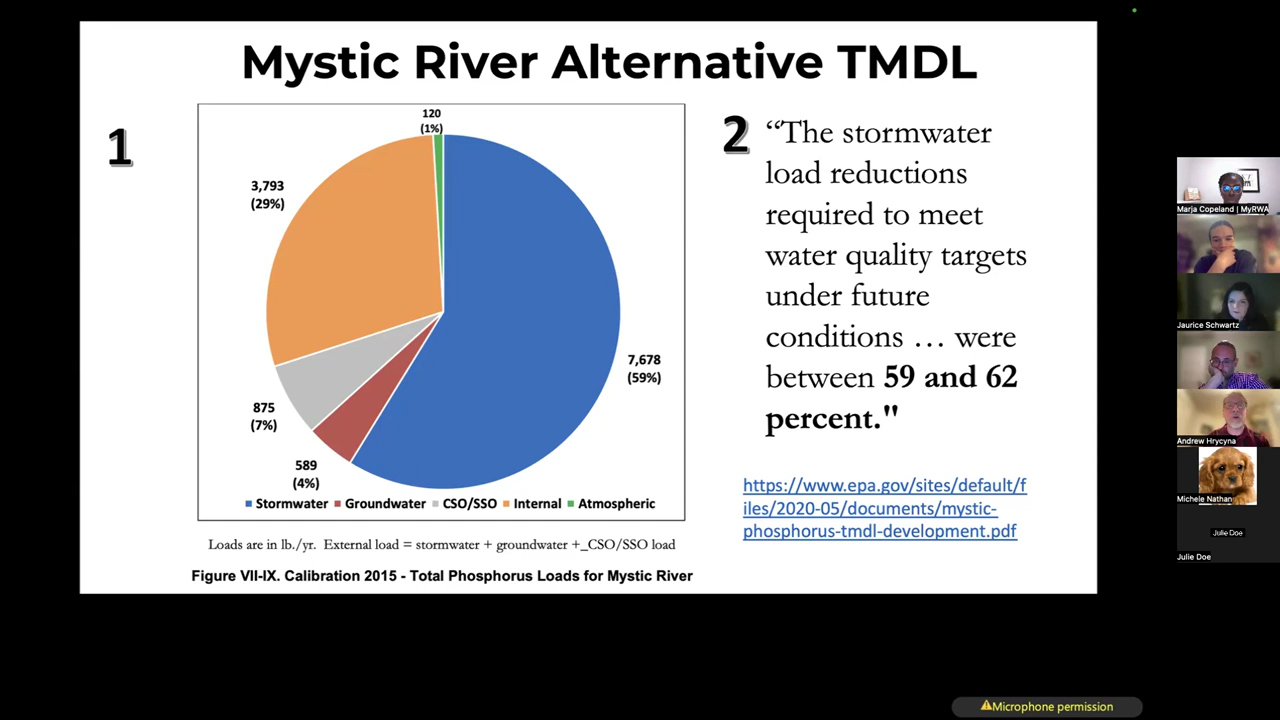 Mystic River Alternative TMDL
1
120
(1%)
3,793
(29%)
7,678
(59%)
875
(7%)
589
(4%)
Stormwater Groundwater CSO/SSO Internal Atmospheric
Loads are in lb./yr. External load = stormwater + groundwater +_CSO/SSO load
Figure VII-IX. Calibration 2015 - Total Phosphorus Loads for Mystic River
2
“The stormwater
load reductions
required to meet
water quality targets
under future
conditions … were
between 59 and 62
percent."
https://www.epa.gov/sites/default/f
iles/2020-05/documents/mystic-
phosphorus-tmdl-development.pdf
Marja Copeland | MyRWA
Jaurice Schwartz
Andrew Hrycyna
Michele Nathan
Julie Doe
Julie Doe
Microphone permission